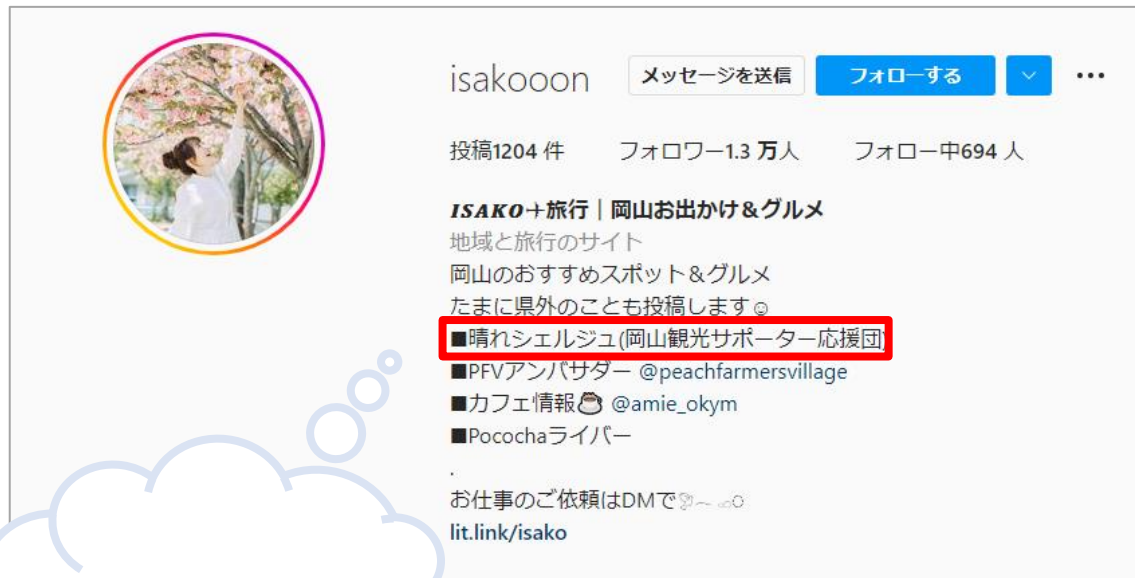 isakooon メッセージを送信 フォローする
投稿1204 件 フォロワー1.3 万人 フォロー中694 人
ISAKO✈旅行｜岡山お出かけ＆グルメ
地域と旅行のサイト
岡山のおすすめスポット＆グルメ
たまに県外のことも投稿します☺
■晴れシェルジュ(岡山観光サポーター応援団)
■PFVアンバサダー @peachfarmersvillage
■カフェ情報☕ @amie_okym
■Pocochaライバー
.
お仕事のご依頼はDMで🕊︎︎
lit.link/isako